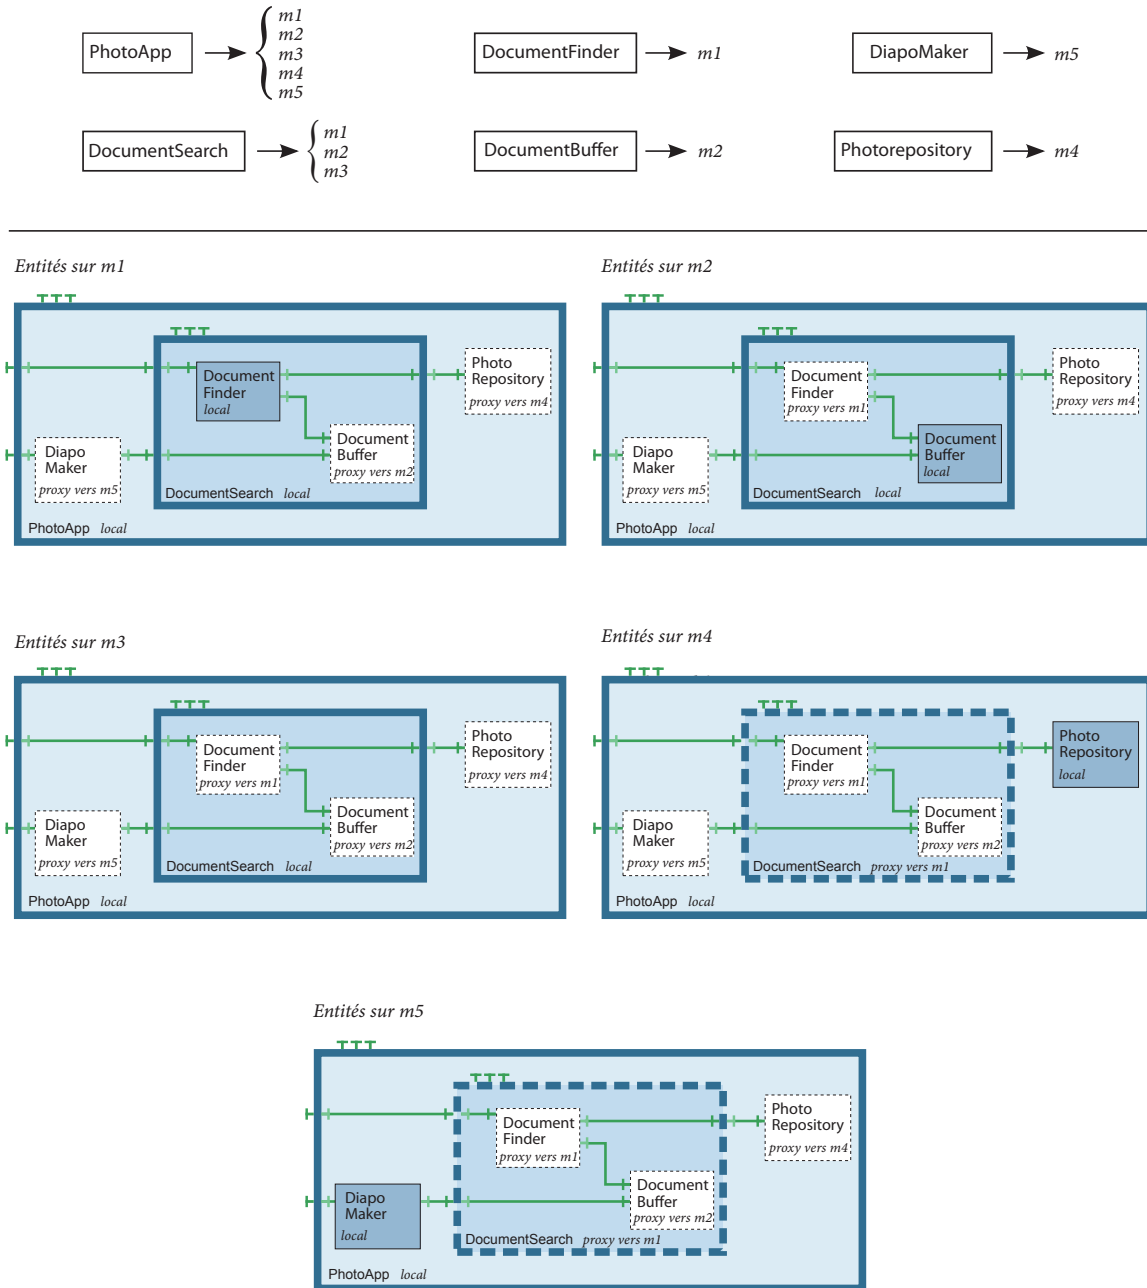 PhotoApp
m1
m2
m3
m4
m5
DocumentFinder
m1
DiapoMaker
m5
DocumentSearch
m1
m2
m3
DocumentBuffer
m2
Photorepository
m4
Entités sur m1
Document
Finder
local
Photo
Repository
proxy vers m4
Diapo
Maker
proxy vers m5
Document
Buffer
proxy vers m2
DocumentSearch local
PhotoApp local
Entités sur m2
Document
Finder
proxy vers m1
Photo
Repository
proxy vers m4
Diapo
Maker
proxy vers m5
Document
Buffer
local
DocumentSearch local
PhotoApp local
Entités sur m3
Document
Finder
proxy vers m1
Photo
Repository
proxy vers m4
Diapo
Maker
proxy vers m5
Document
Buffer
proxy vers m2
DocumentSearch local
PhotoApp local
Entités sur m4
Document
Finder
proxy vers m1
Photo
Repository
local
Diapo
Maker
proxy vers m5
Document
Buffer
proxy vers m2
DocumentSearch proxy vers m1
PhotoApp local
Entités sur m5
Document
Finder
proxy vers m1
Photo
Repository
proxy vers m4
Diapo
Maker
local
Document
Buffer
proxy vers m2
DocumentSearch proxy vers m1
PhotoApp local